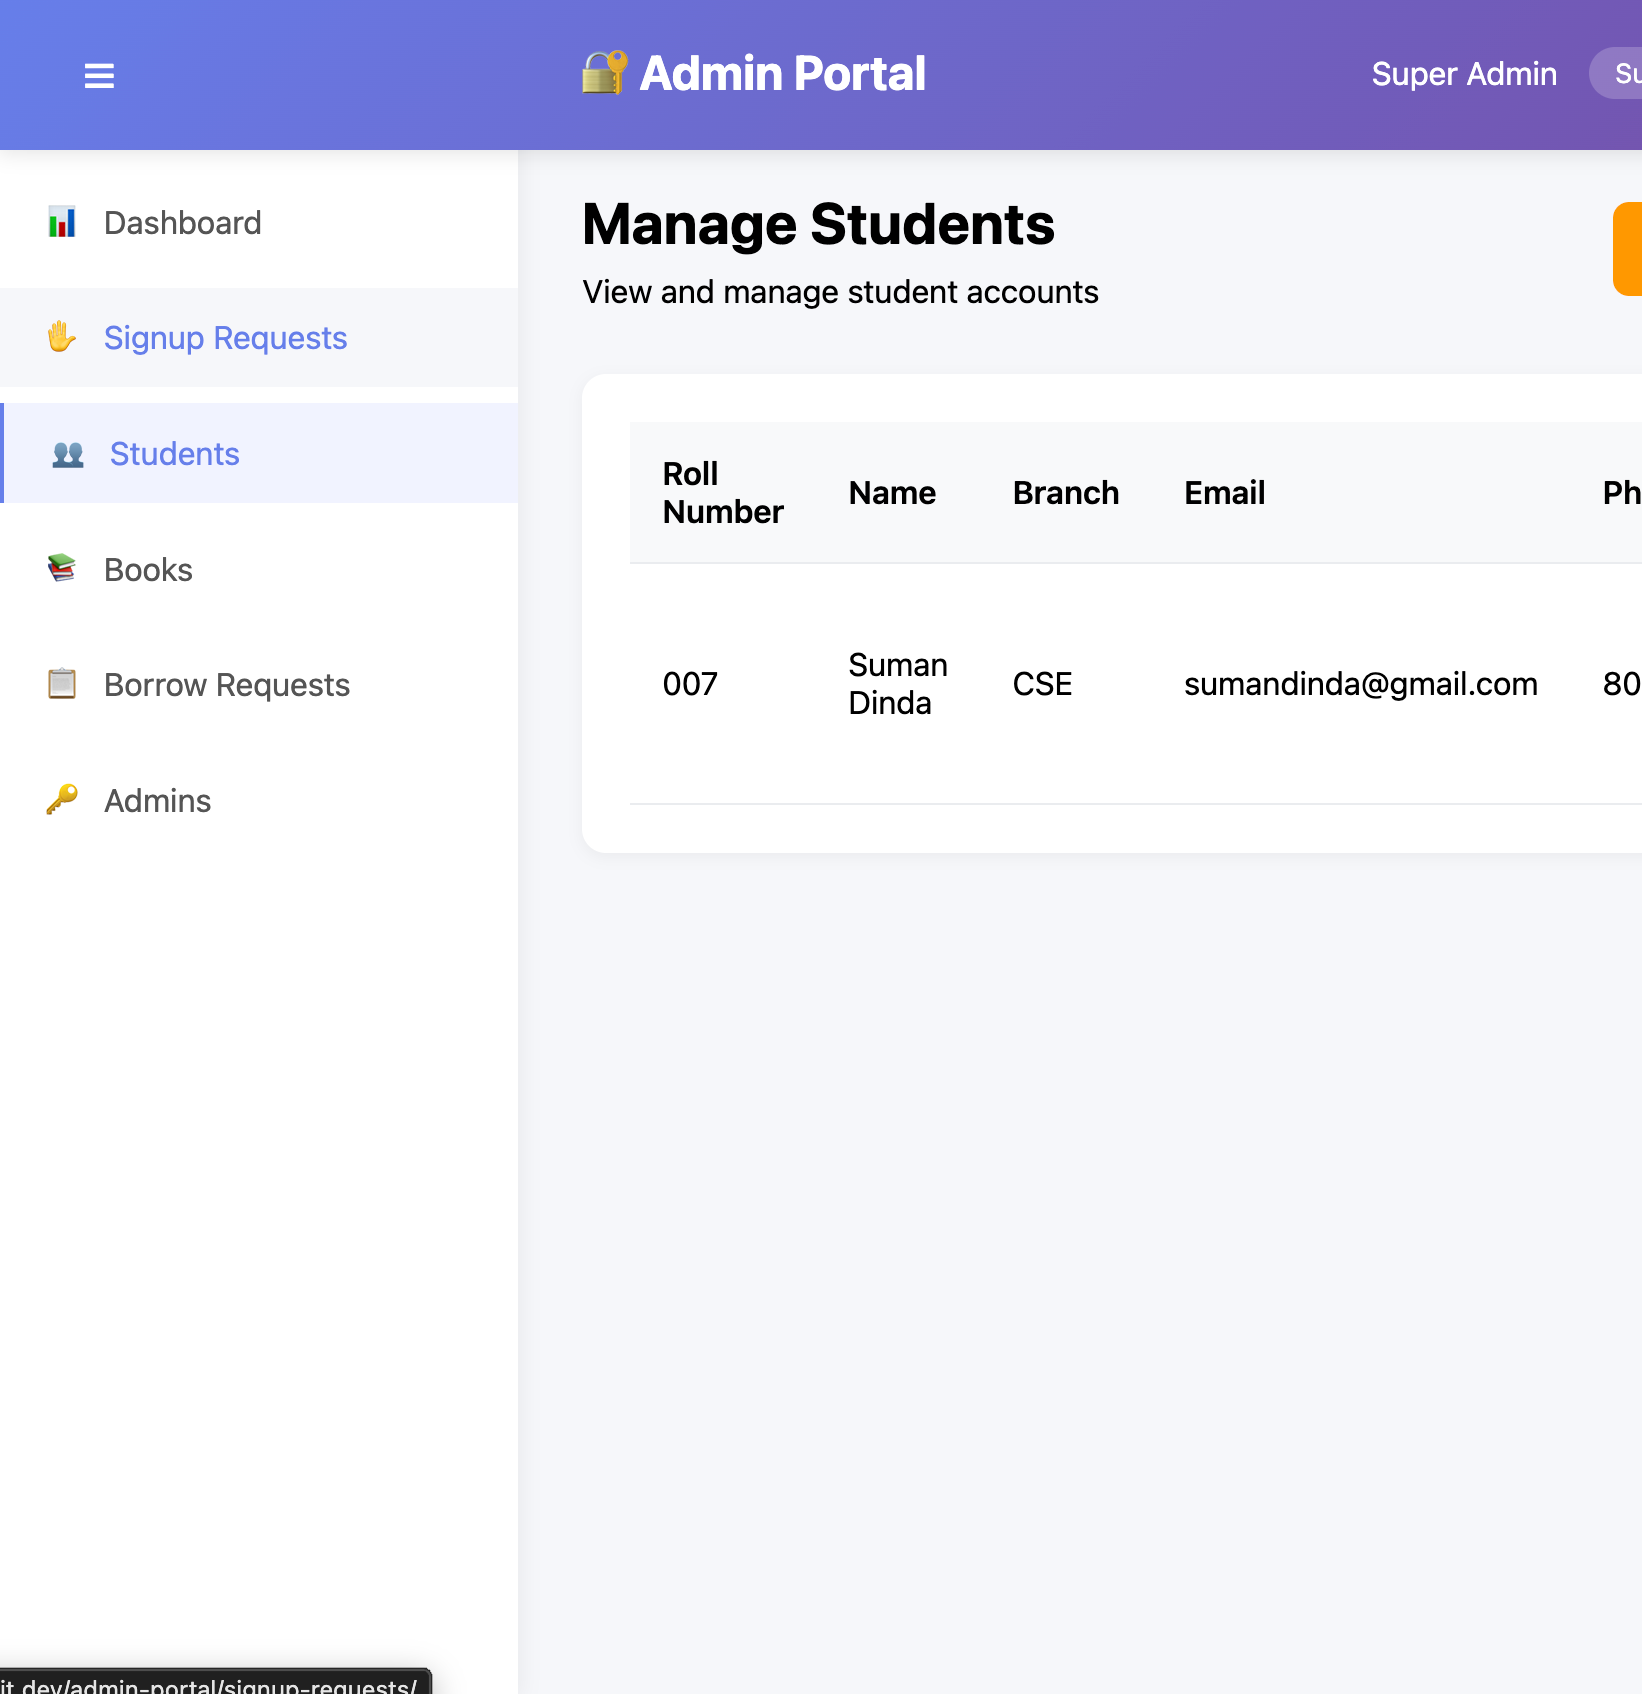 Admin Portal
Super Admin
Su
Dashboard
Signup Requests
Students
Books
Borrow Requests
Admins
Manage Students
View and manage student accounts
Roll Number Name Branch Email Ph
007 Suman Dinda CSE sumandinda@gmail.com 80
it.dev/admin-portal/signup-requests/